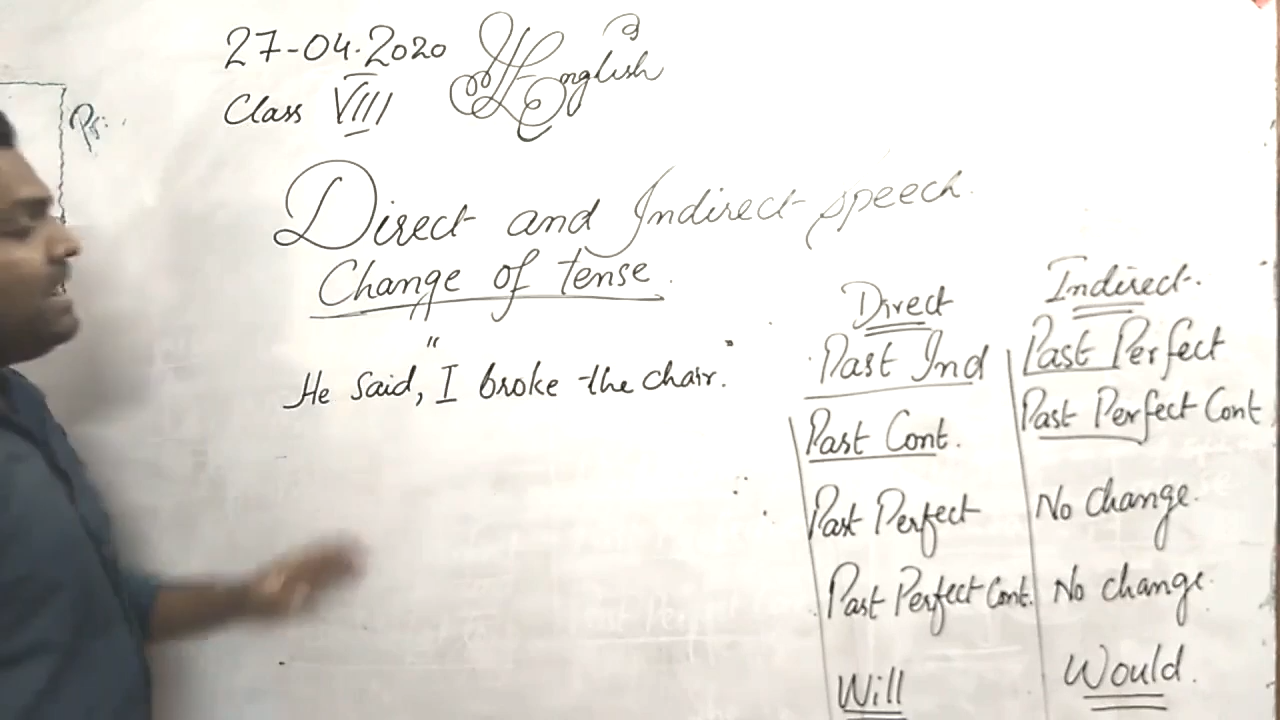 27-04-2020 English
Class VIII
Pr.
Direct and Indirect speech.
Change of tense.
He said, "I broke the chair."
Direct Indirect.
Past Ind Past Perfect
Past Cont. Past Perfect Cont
Past Perfect No change.
Past Perfect Cont. No change.
Will Would.